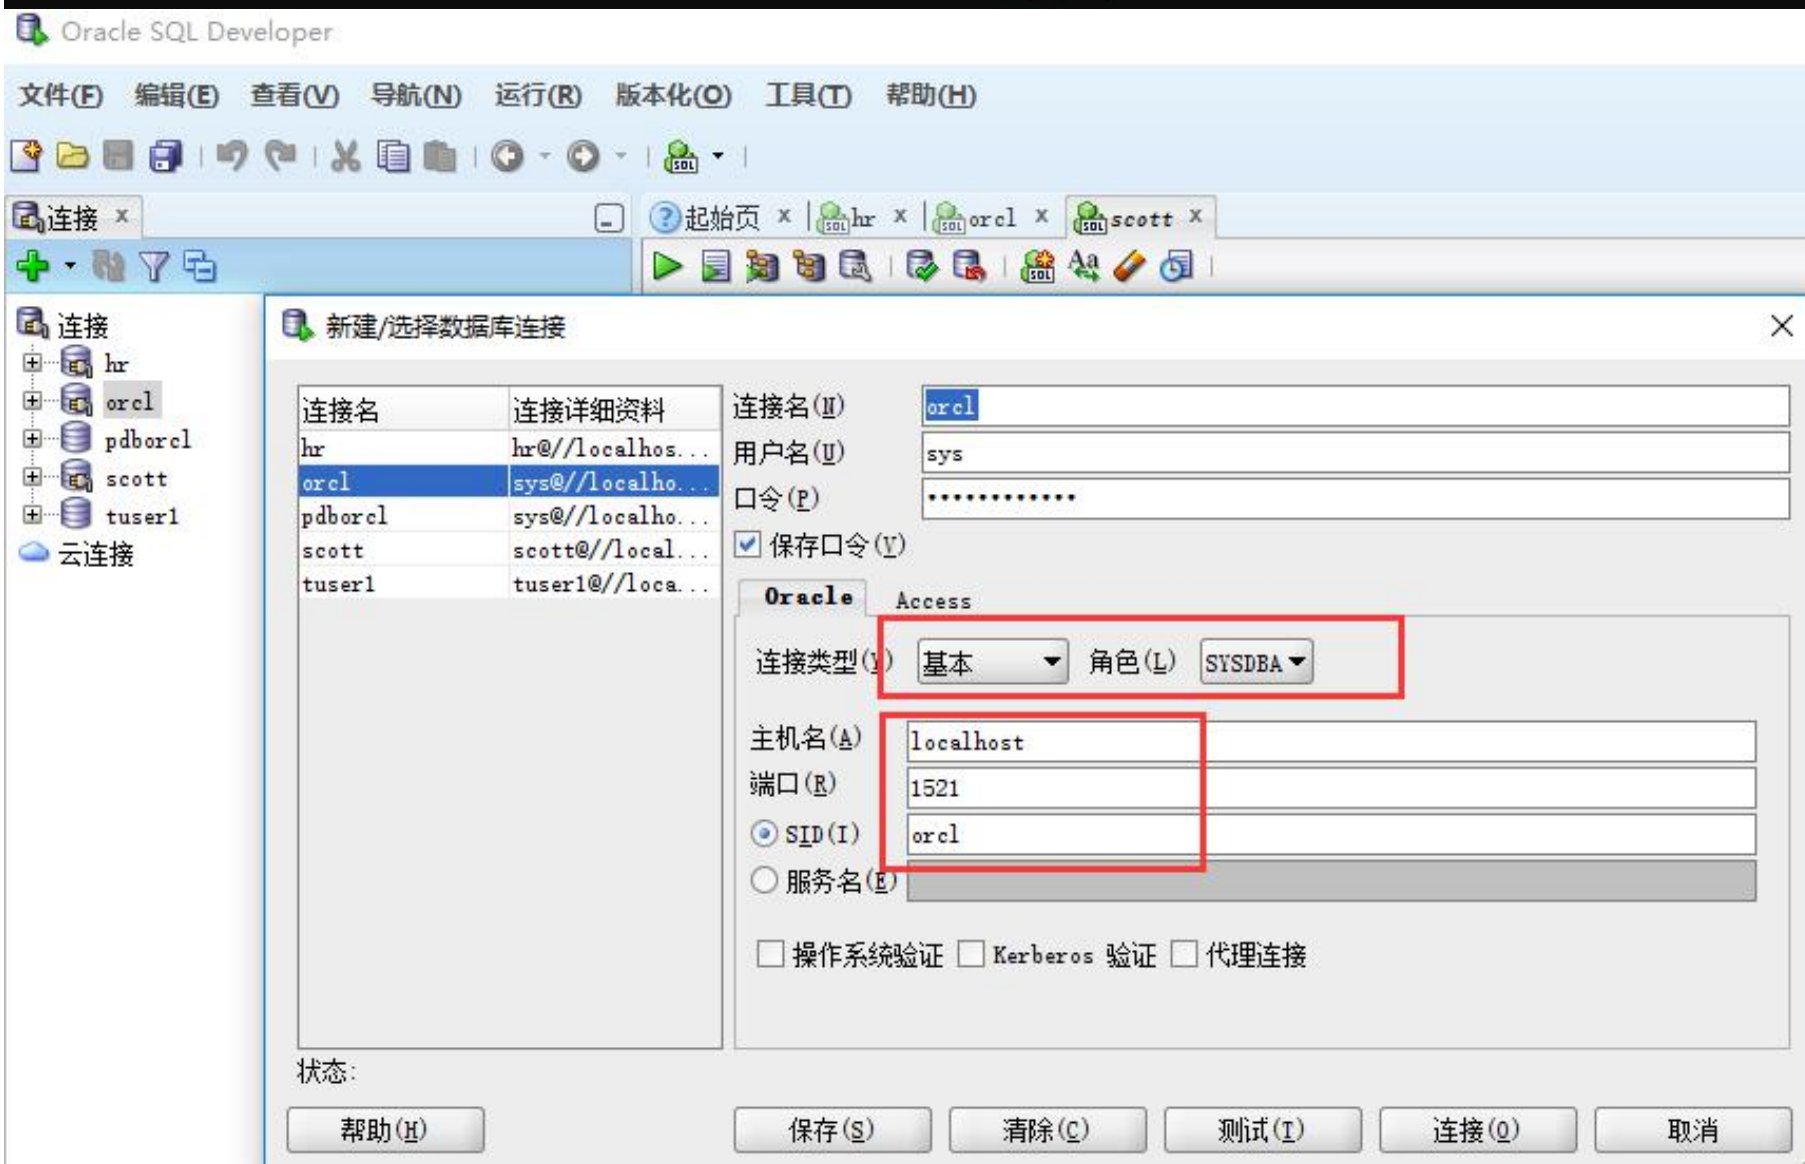 Oracle SQL Developer
文件(F) 编辑(E) 查看(V) 导航(N) 运行(R) 版本化(O) 工具(T) 帮助(H)
SQL
连接 x
起始页 x SQL hr x SQL orcl x SQL scott x
SQL Aa
连接
hr
orcl
pdborcl
scott
tuser1
云连接
新建/选择数据库连接
连接名 连接详细资料
hr hr@//localhos...
orcl sys@//localho...
pdborcl sys@//localho...
scott scott@//local...
tuser1 tuser1@//loca...
连接名(N) orcl
用户名(U) sys
口令(P) ••••••••••••
保存口令(V)
Oracle Access
连接类型(Y) 基本 角色(L) SYSDBA
主机名(A) localhost
端口(R) 1521
SID(I) orcl
服务名(E)
操作系统验证 Kerberos 验证 代理连接
状态:
帮助(H) 保存(S) 清除(C) 测试(T) 连接(O) 取消